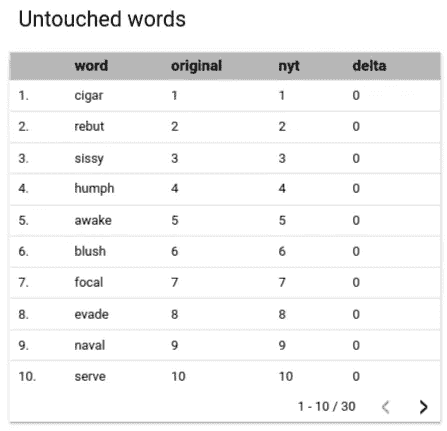 Untouched words
word original nyt delta
1. cigar 1 1 0
2. rebut 2 2 0
3. sissy 3 3 0
4. humph 4 4 0
5. awake 5 5 0
6. blush 6 6 0
7. focal 7 7 0
8. evade 8 8 0
9. naval 9 9 0
10. serve 10 10 0
1 - 10 / 30 < >